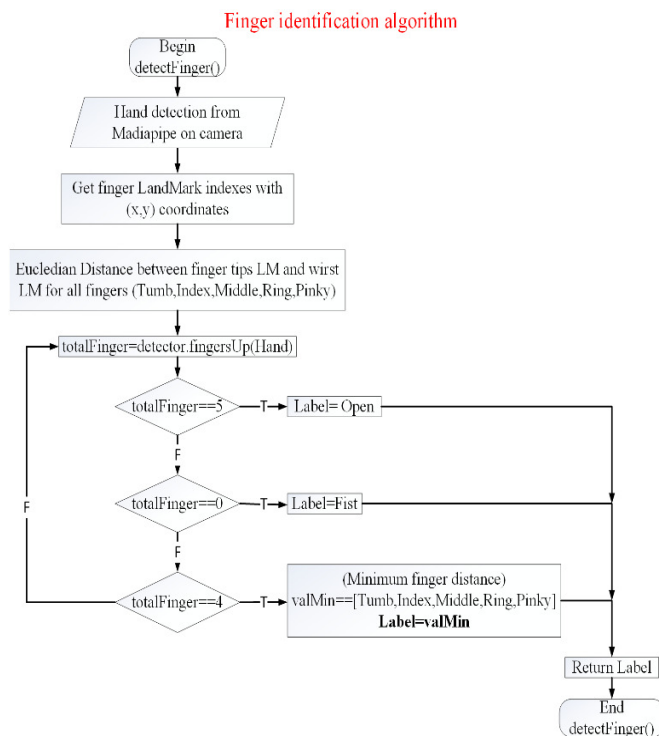 Finger identification algorithm
Begin
detectFinger()
Hand detection from
Madiapipe on camera
Get finger LandMark indexes with
(x,y) coordinates
Eucledian Distance between finger tips LM and wirst
LM for all fingers (Tumb,Index,Middle,Ring,Pinky)
totalFinger=detector.fingersUp(Hand)
totalFinger==5
T
Label= Open
F
totalFinger==0
T
Label=Fist
F
F
totalFinger==4
T
(Minimum finger distance)
valMin==[Tumb,Index,Middle,Ring,Pinky]
Label=valMin
Return Label
End
detectFinger()